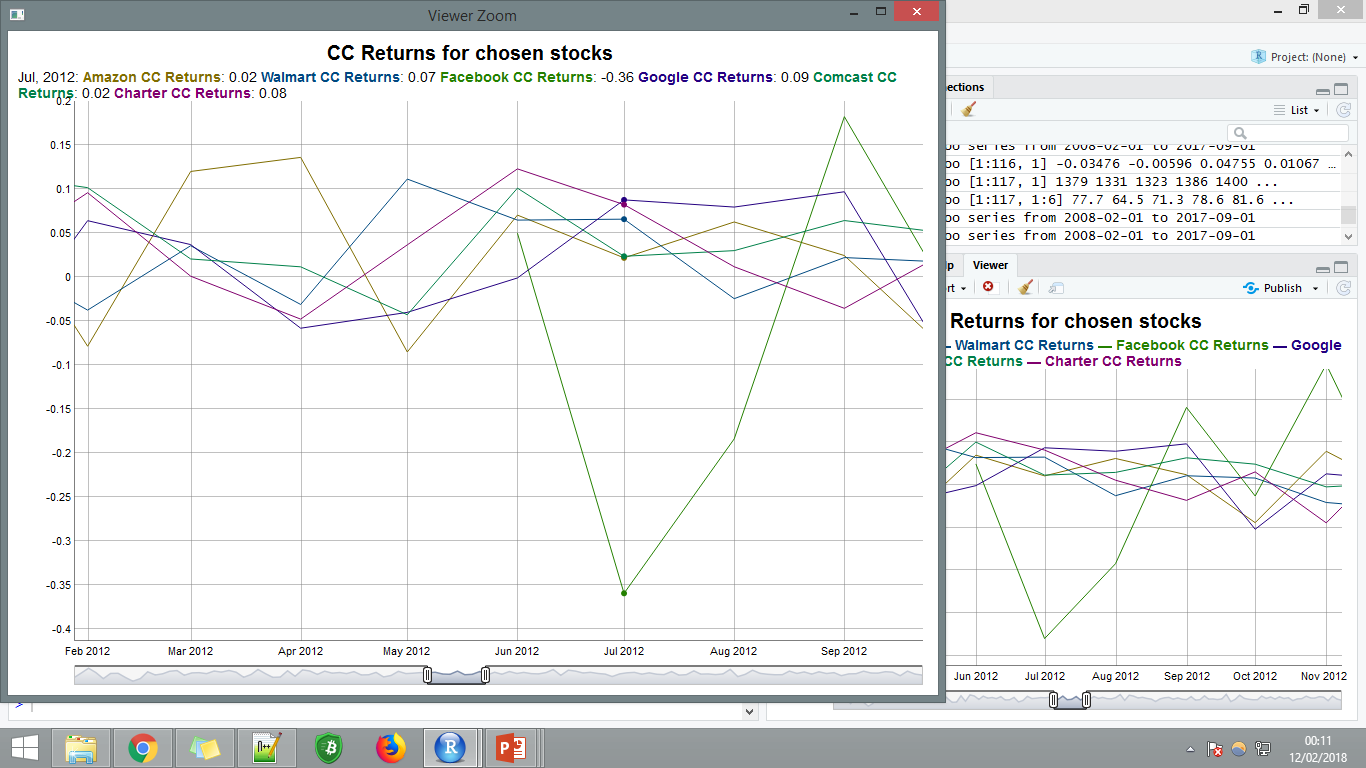 Viewer Zoom
CC Returns for chosen stocks
Jul, 2012: Amazon CC Returns: 0.02 Walmart CC Returns: 0.07 Facebook CC Returns: -0.36 Google CC Returns: 0.09 Comcast CC
Returns: 0.02 Charter CC Returns: 0.08
0.2
0.15
0.1
0.05
0
-0.05
-0.1
-0.15
-0.2
-0.25
-0.3
-0.35
-0.4
Feb 2012 Mar 2012 Apr 2012 May 2012 Jun 2012 Jul 2012 Aug 2012 Sep 2012
Project: (None)
ections
List
oo series from 2008-02-01 to 2017-09-01
oo [1:116, 1] -0.03476 -0.00596 0.04755 0.01067 …
oo [1:117, 1] 1379 1331 1323 1386 1400 ...
oo [1:117, 1:6] 77.7 64.5 71.3 78.6 81.6 ...
oo series from 2008-02-01 to 2017-09-01
oo series from 2008-02-01 to 2017-09-01
lp Viewer
rt Publish
Returns for chosen stocks
— Walmart CC Returns — Facebook CC Returns — Google
CC Returns — Charter CC Returns
Jun 2012 Jul 2012 Aug 2012 Sep 2012 Oct 2012 Nov 2012
>
00:11
12/02/2018